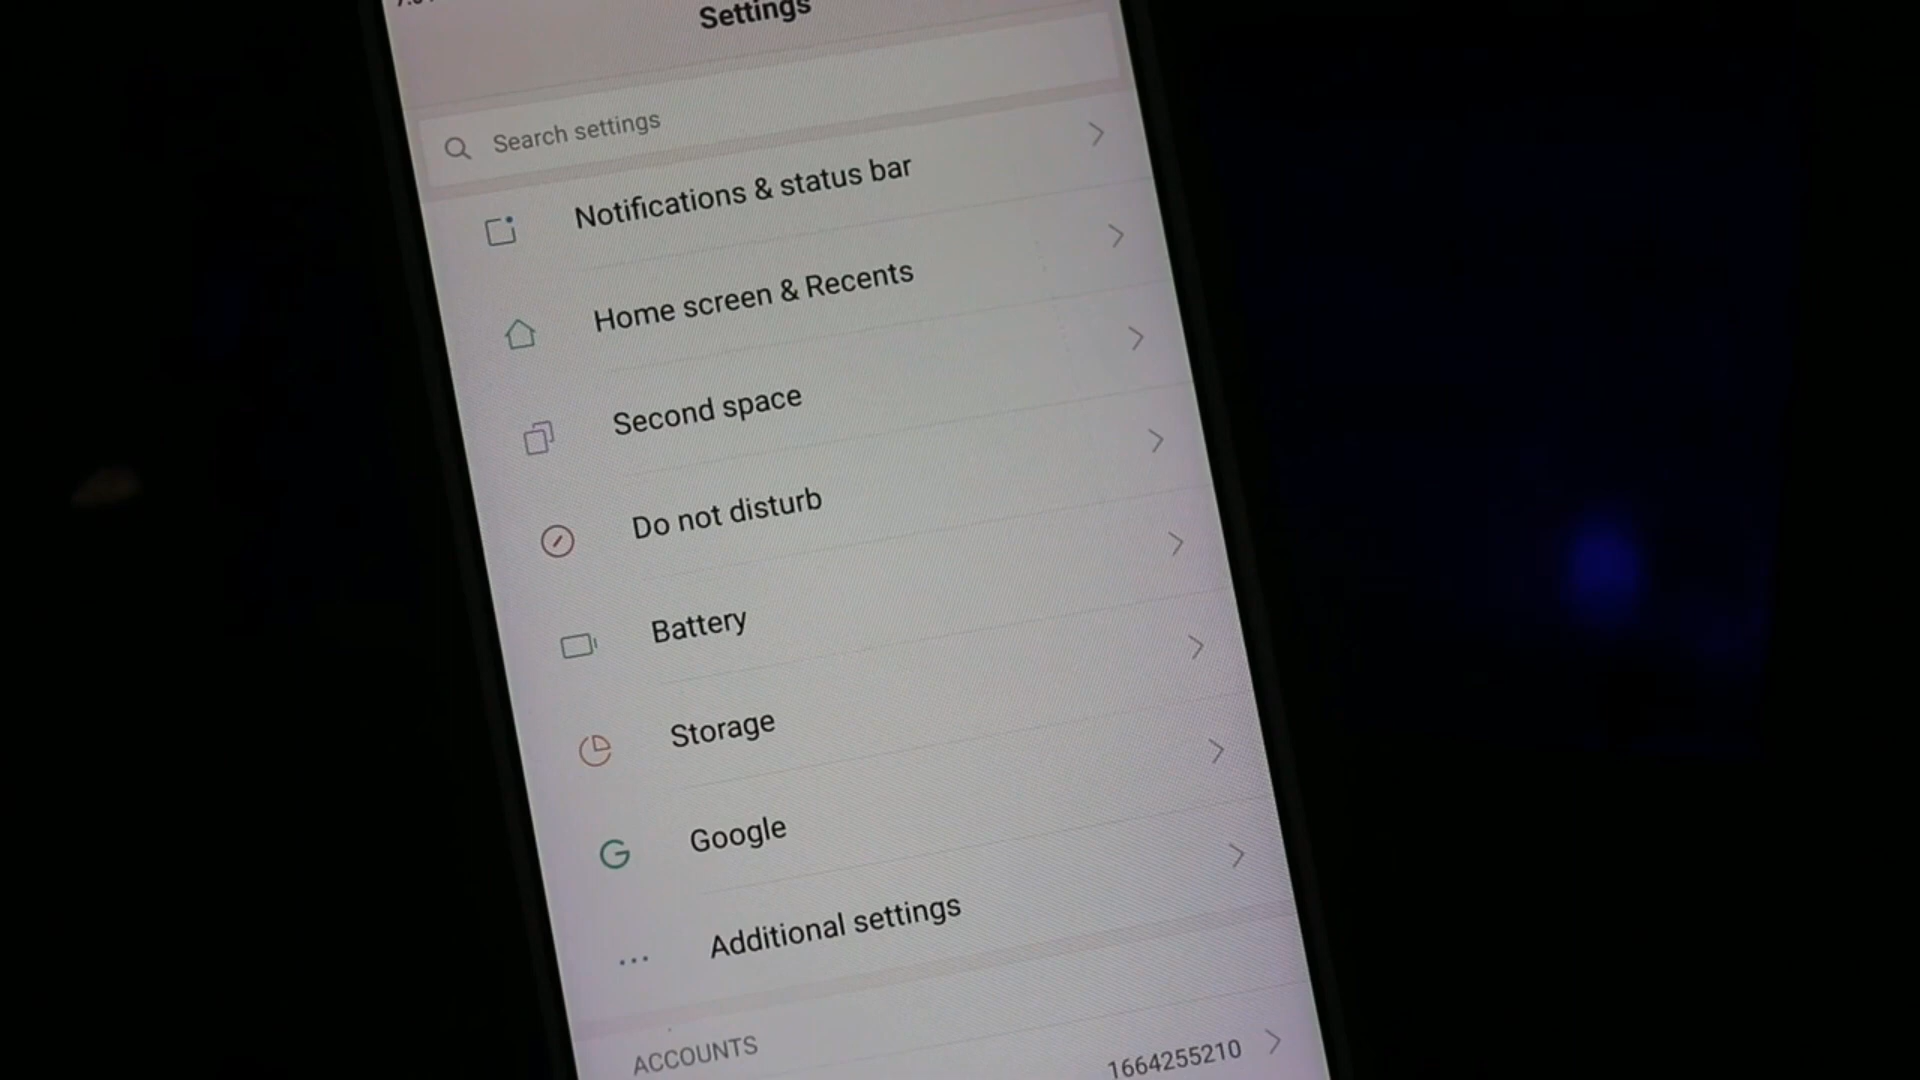 Settings
Search settings
Notifications & status bar
Home screen & Recents
Second space
Do not disturb
Battery
Storage
Google
Additional settings
ACCOUNTS
1664255210